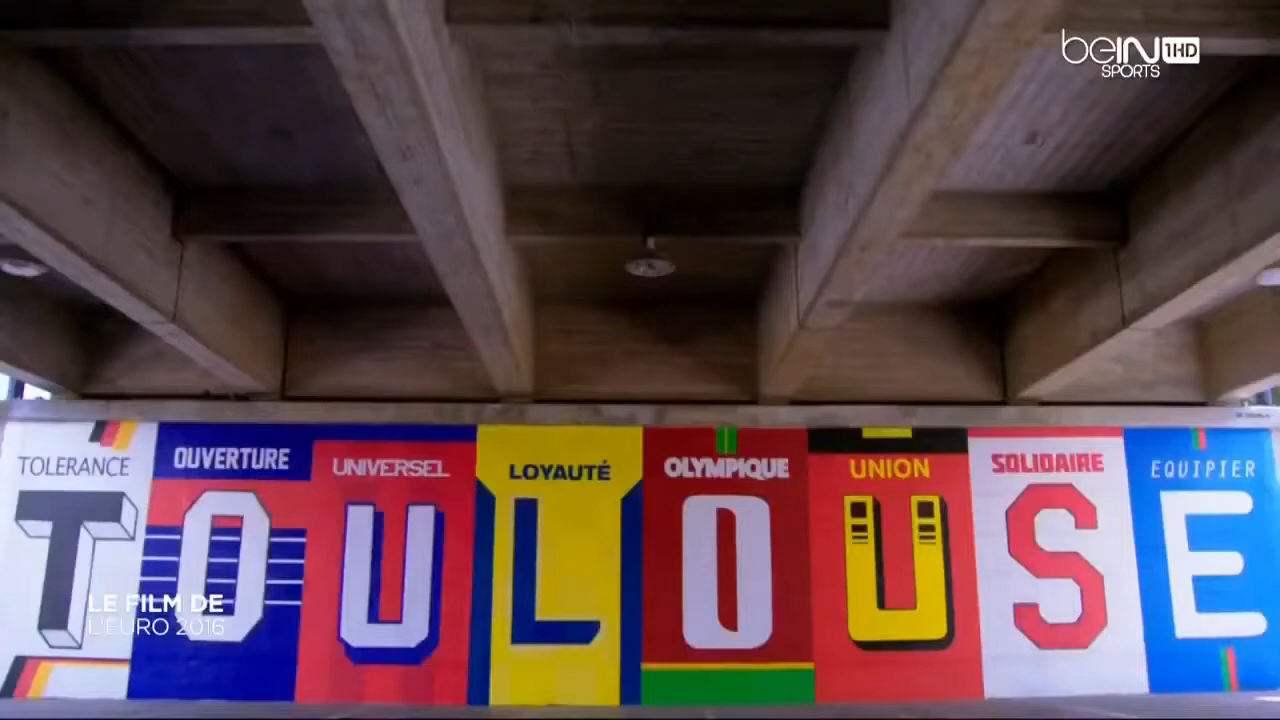 beIN 1HD
SPORTS
TOLERANCE
OUVERTURE
UNIVERSEL
LOYAUTÉ
OLYMPIQUE
UNION
SOLIDAIRE
EQUIPIER
TOULOUSE
LE FILM DE
L'EURO 2016